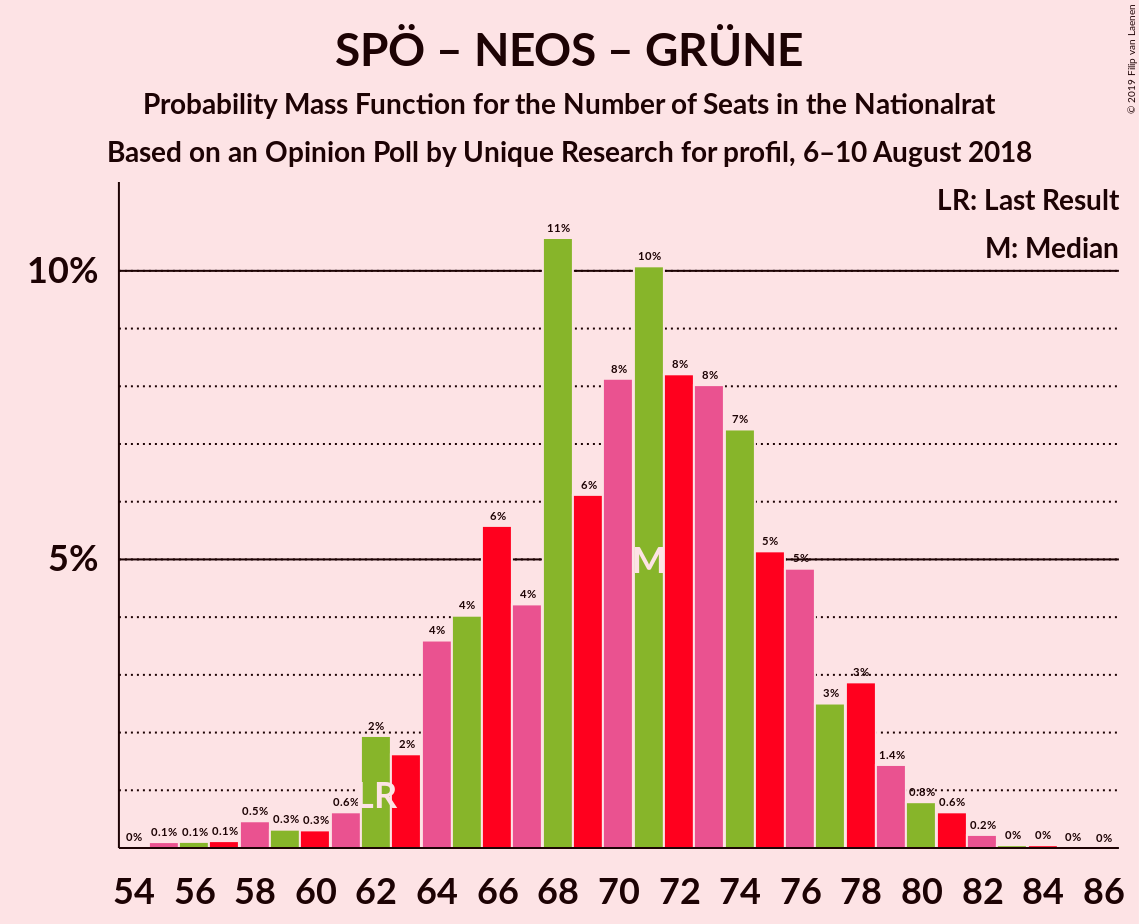 SPÖ – NEOS – GRÜNE
Probability Mass Function for the Number of Seats in the Nationalrat
Based on an Opinion Poll by Unique Research for profil, 6–10 August 2018
© 2019 Filip van Laenen
LR: Last Result
M: Median
10%
5%
0% 0.1% 0.1% 0.1% 0.5% 0.3% 0.3% 0.6% 2% 2% 4% 4% 6% 4% 11% 6% 8% 10% 8% 8% 7% 5% 5% 3% 3% 1.4% 0.8% 0.6% 0.2% 0% 0% 0% 0%
LR
M
54 56 58 60 62 64 66 68 70 72 74 76 78 80 82 84 86